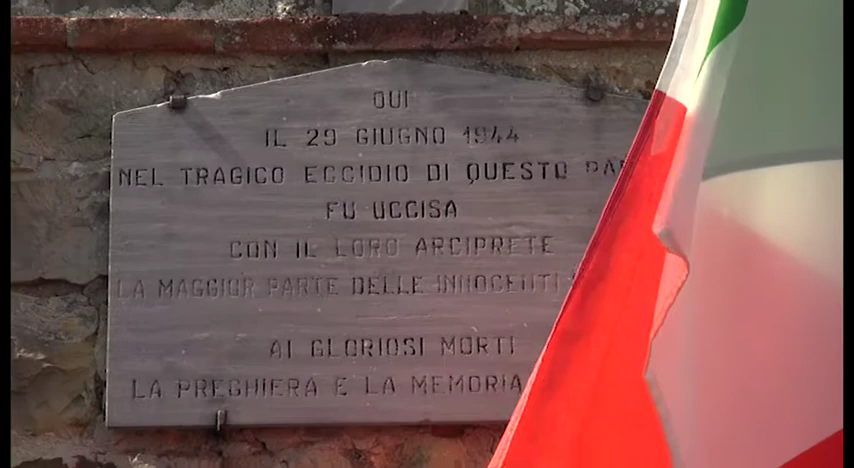 QUI
IL 29 GIUGNO 1944
NEL TRAGICO ECCIDIO DI QUESTO
FU UCCISA
CON IL LORO ARCIPRETE
LA MAGGIOR PARTE DELLE INNOCENTI
AI GLORIOSI MORTI
LA PREGHIERA E LA MEMORIA